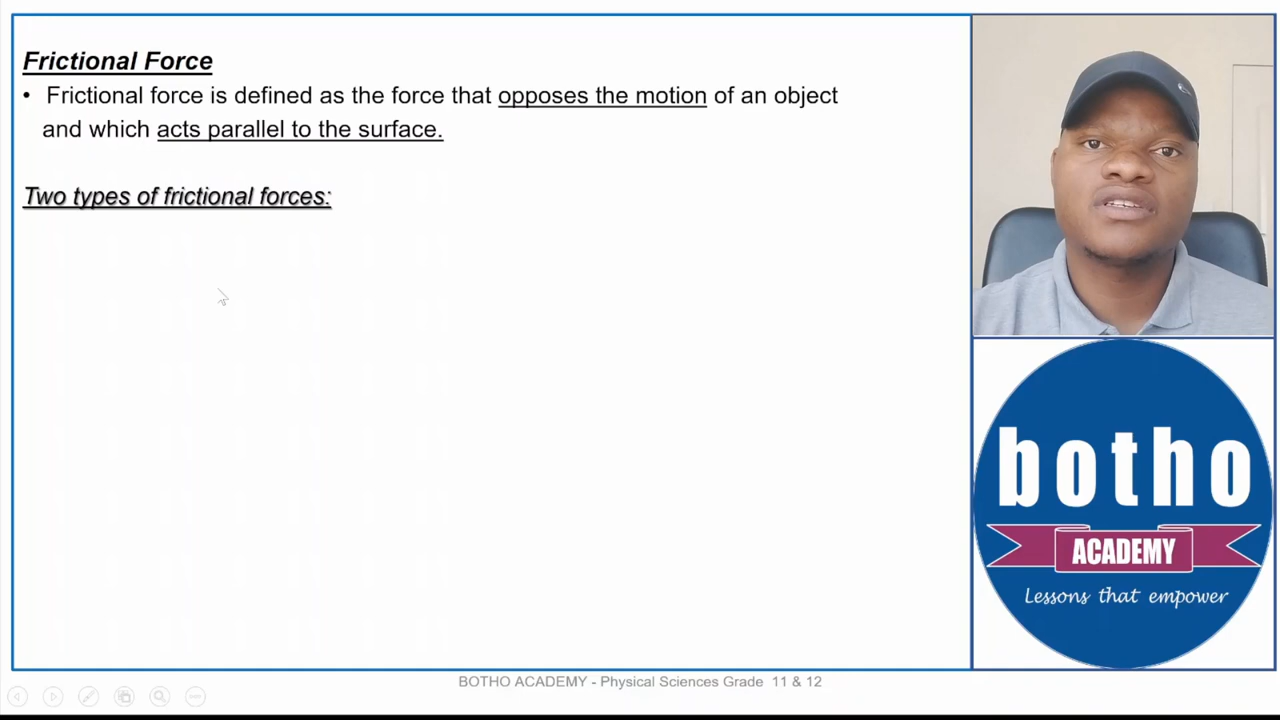 Frictional Force
• Frictional force is defined as the force that opposes the motion of an object
and which acts parallel to the surface.
Two types of frictional forces:
botho
ACADEMY
Lessons that empower
BOTHO ACADEMY - Physical Sciences Grade 11 & 12